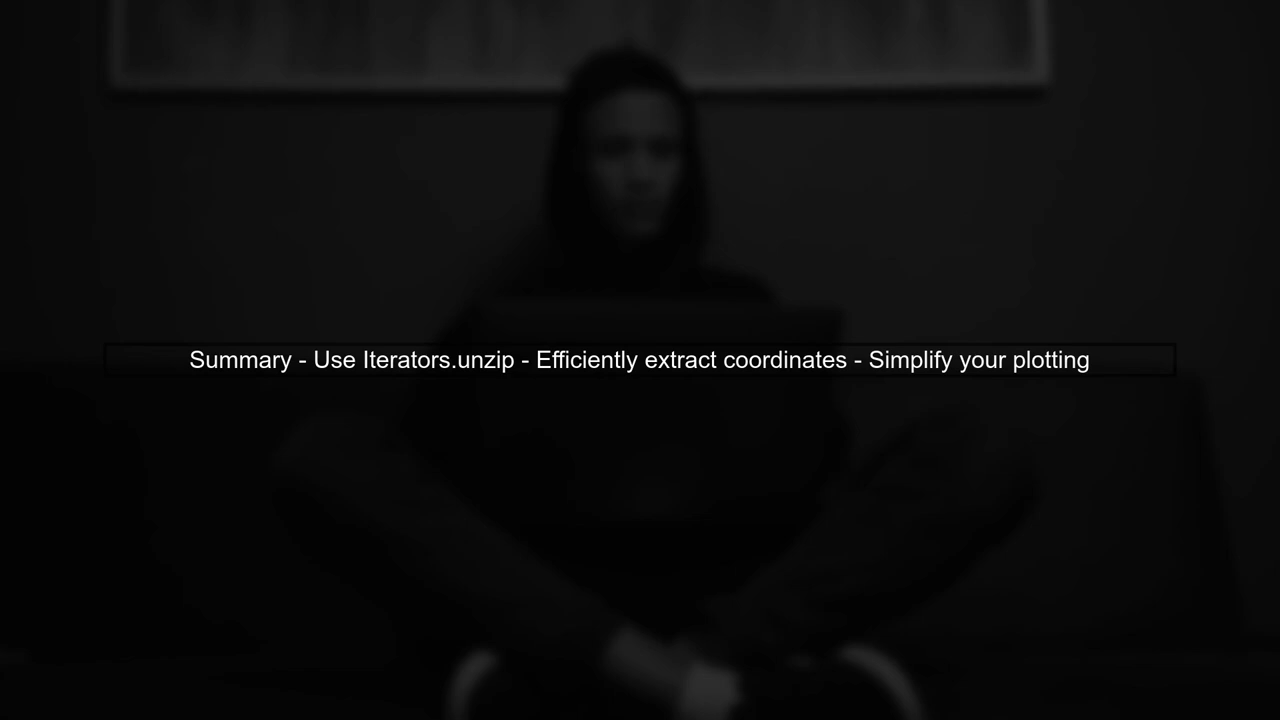 Summary - Use Iterators.unzip - Efficiently extract coordinates - Simplify your plotting